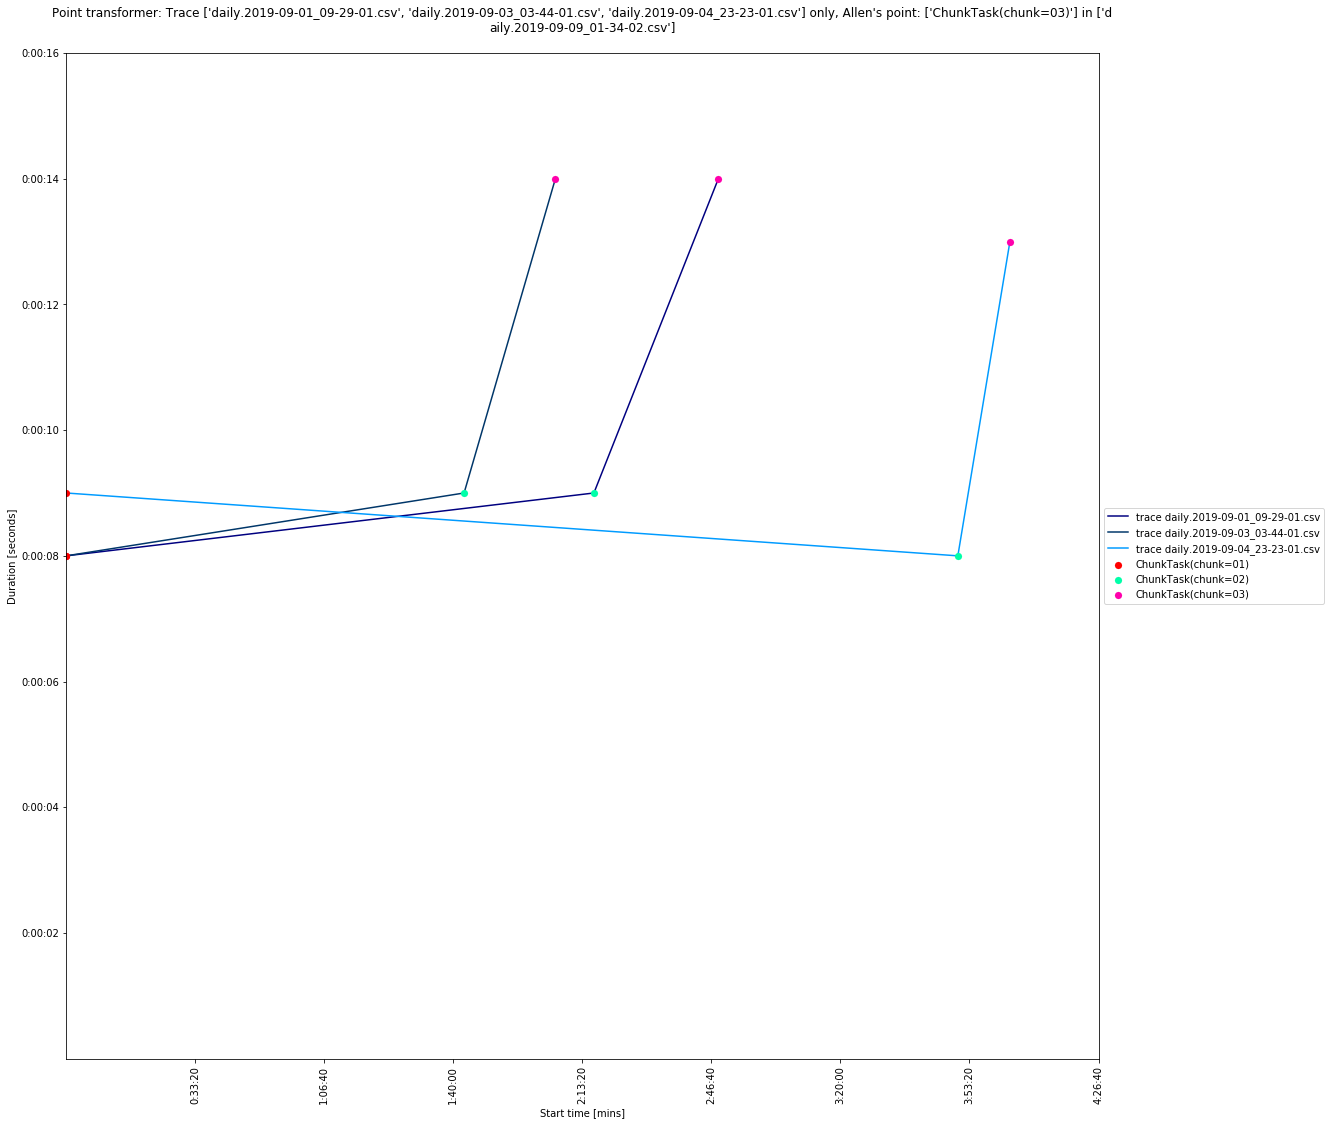 Point transformer: Trace ['daily.2019-09-01_09-29-01.csv', 'daily.2019-09-03_03-44-01.csv', 'daily.2019-09-04_23-23-01.csv'] only, Allen's point: ['ChunkTask(chunk=03)'] in ['d
aily.2019-09-09_01-34-02.csv']
0:00:16
0:00:14
0:00:12
0:00:10
0:00:08
0:00:06
0:00:04
0:00:02
Duration [seconds]
trace daily.2019-09-01_09-29-01.csv
trace daily.2019-09-03_03-44-01.csv
trace daily.2019-09-04_23-23-01.csv
ChunkTask(chunk=01)
ChunkTask(chunk=02)
ChunkTask(chunk=03)
0:33:20
1:06:40
1:40:00
2:13:20
2:46:40
3:20:00
3:53:20
4:26:40
Start time [mins]